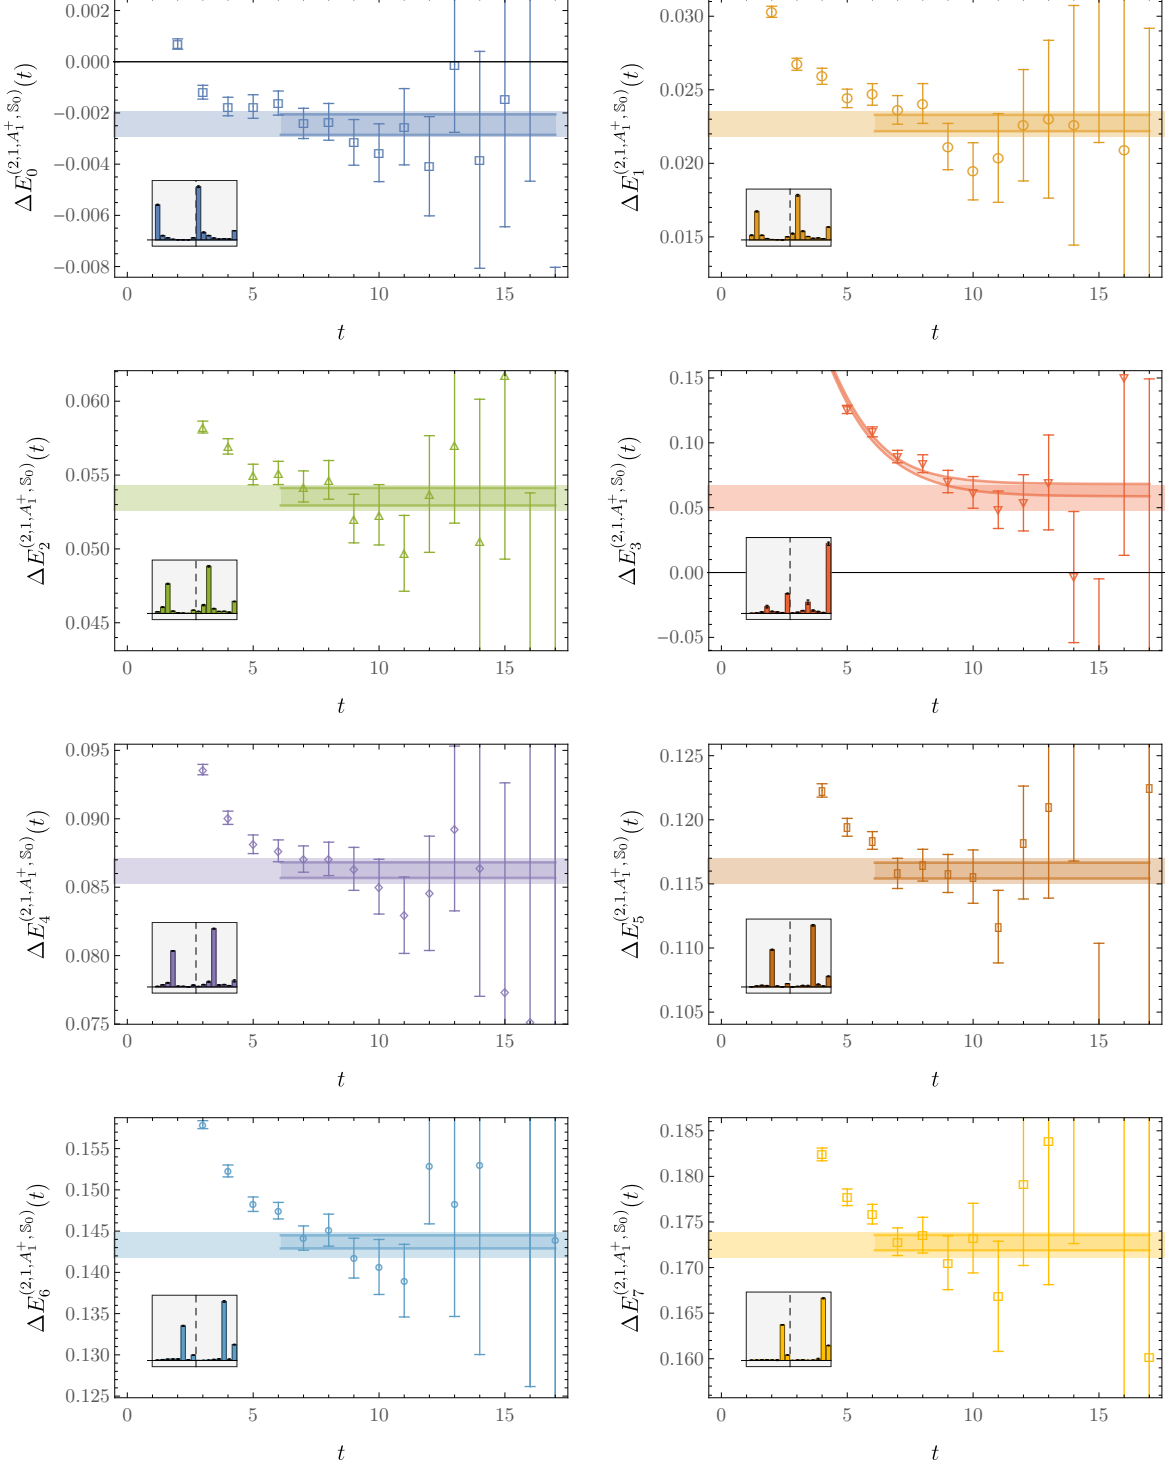 0.002
0.000
−0.002
−0.004
−0.006
−0.008
0 5 10 15
t
ΔE_0^{(2,1,A_1^+,𝕊_0)}(t)
0.030
0.025
0.020
0.015
0 5 10 15
t
ΔE_1^{(2,1,A_1^+,𝕊_0)}(t)
0.060
0.055
0.050
0.045
0 5 10 15
t
ΔE_2^{(2,1,A_1^+,𝕊_0)}(t)
0.15
0.10
0.05
0.00
−0.05
0 5 10 15
t
ΔE_3^{(2,1,A_1^+,𝕊_0)}(t)
0.095
0.090
0.085
0.080
0.075
0 5 10 15
t
ΔE_4^{(2,1,A_1^+,𝕊_0)}(t)
0.125
0.120
0.115
0.110
0.105
0 5 10 15
t
ΔE_5^{(2,1,A_1^+,𝕊_0)}(t)
0.155
0.150
0.145
0.140
0.135
0.130
0.125
0 5 10 15
t
ΔE_6^{(2,1,A_1^+,𝕊_0)}(t)
0.185
0.180
0.175
0.170
0.165
0.160
0 5 10 15
t
ΔE_7^{(2,1,A_1^+,𝕊_0)}(t)